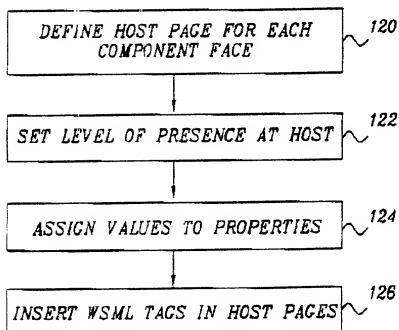 DEFINE HOST PAGE FOR EACH
COMPONENT FACE
120
SET LEVEL OF PRESENCE AT HOST
122
ASSIGN VALUES TO PROPERTIES
124
INSERT WSML TAGS IN HOST PAGES
126